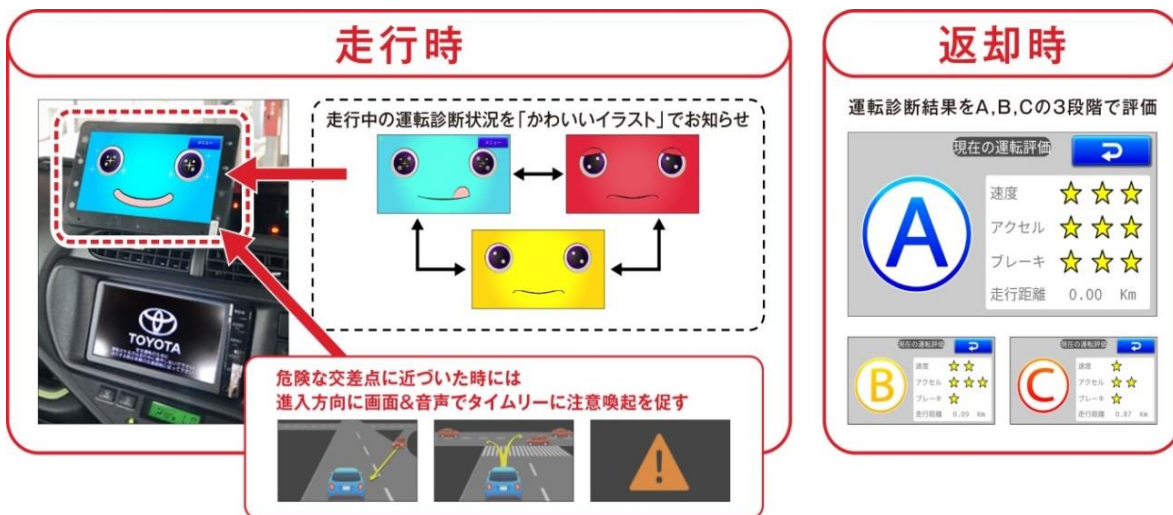 走行時
メニュー
走行中の運転診断状況を「かわいいイラスト」でお知らせ
メニュー
TOYOTA
危険な交差点に近づいた時には
進入方向に画面&音声でタイムリーに注意喚起を促す
返却時
運転診断結果をA,B,Cの3段階で評価
現在の運転評価
A
速度
アクセル
ブレーキ
走行距離 0.00 Km
現在の運転評価
B
速度
アクセル
ブレーキ
走行距離 0.09 Km
現在の運転評価
C
速度
アクセル
ブレーキ
走行距離 0.87 Km